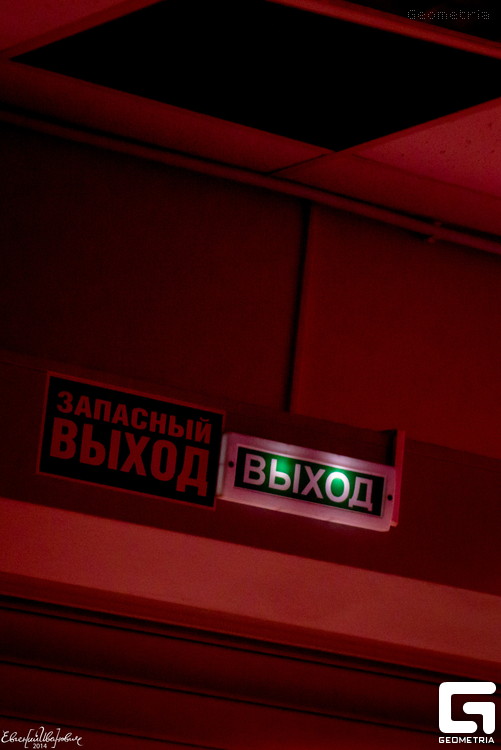 Geometria
ЗАПАСНЫЙ
ВЫХОД
ВЫХОД
GEOMETRIA
2014